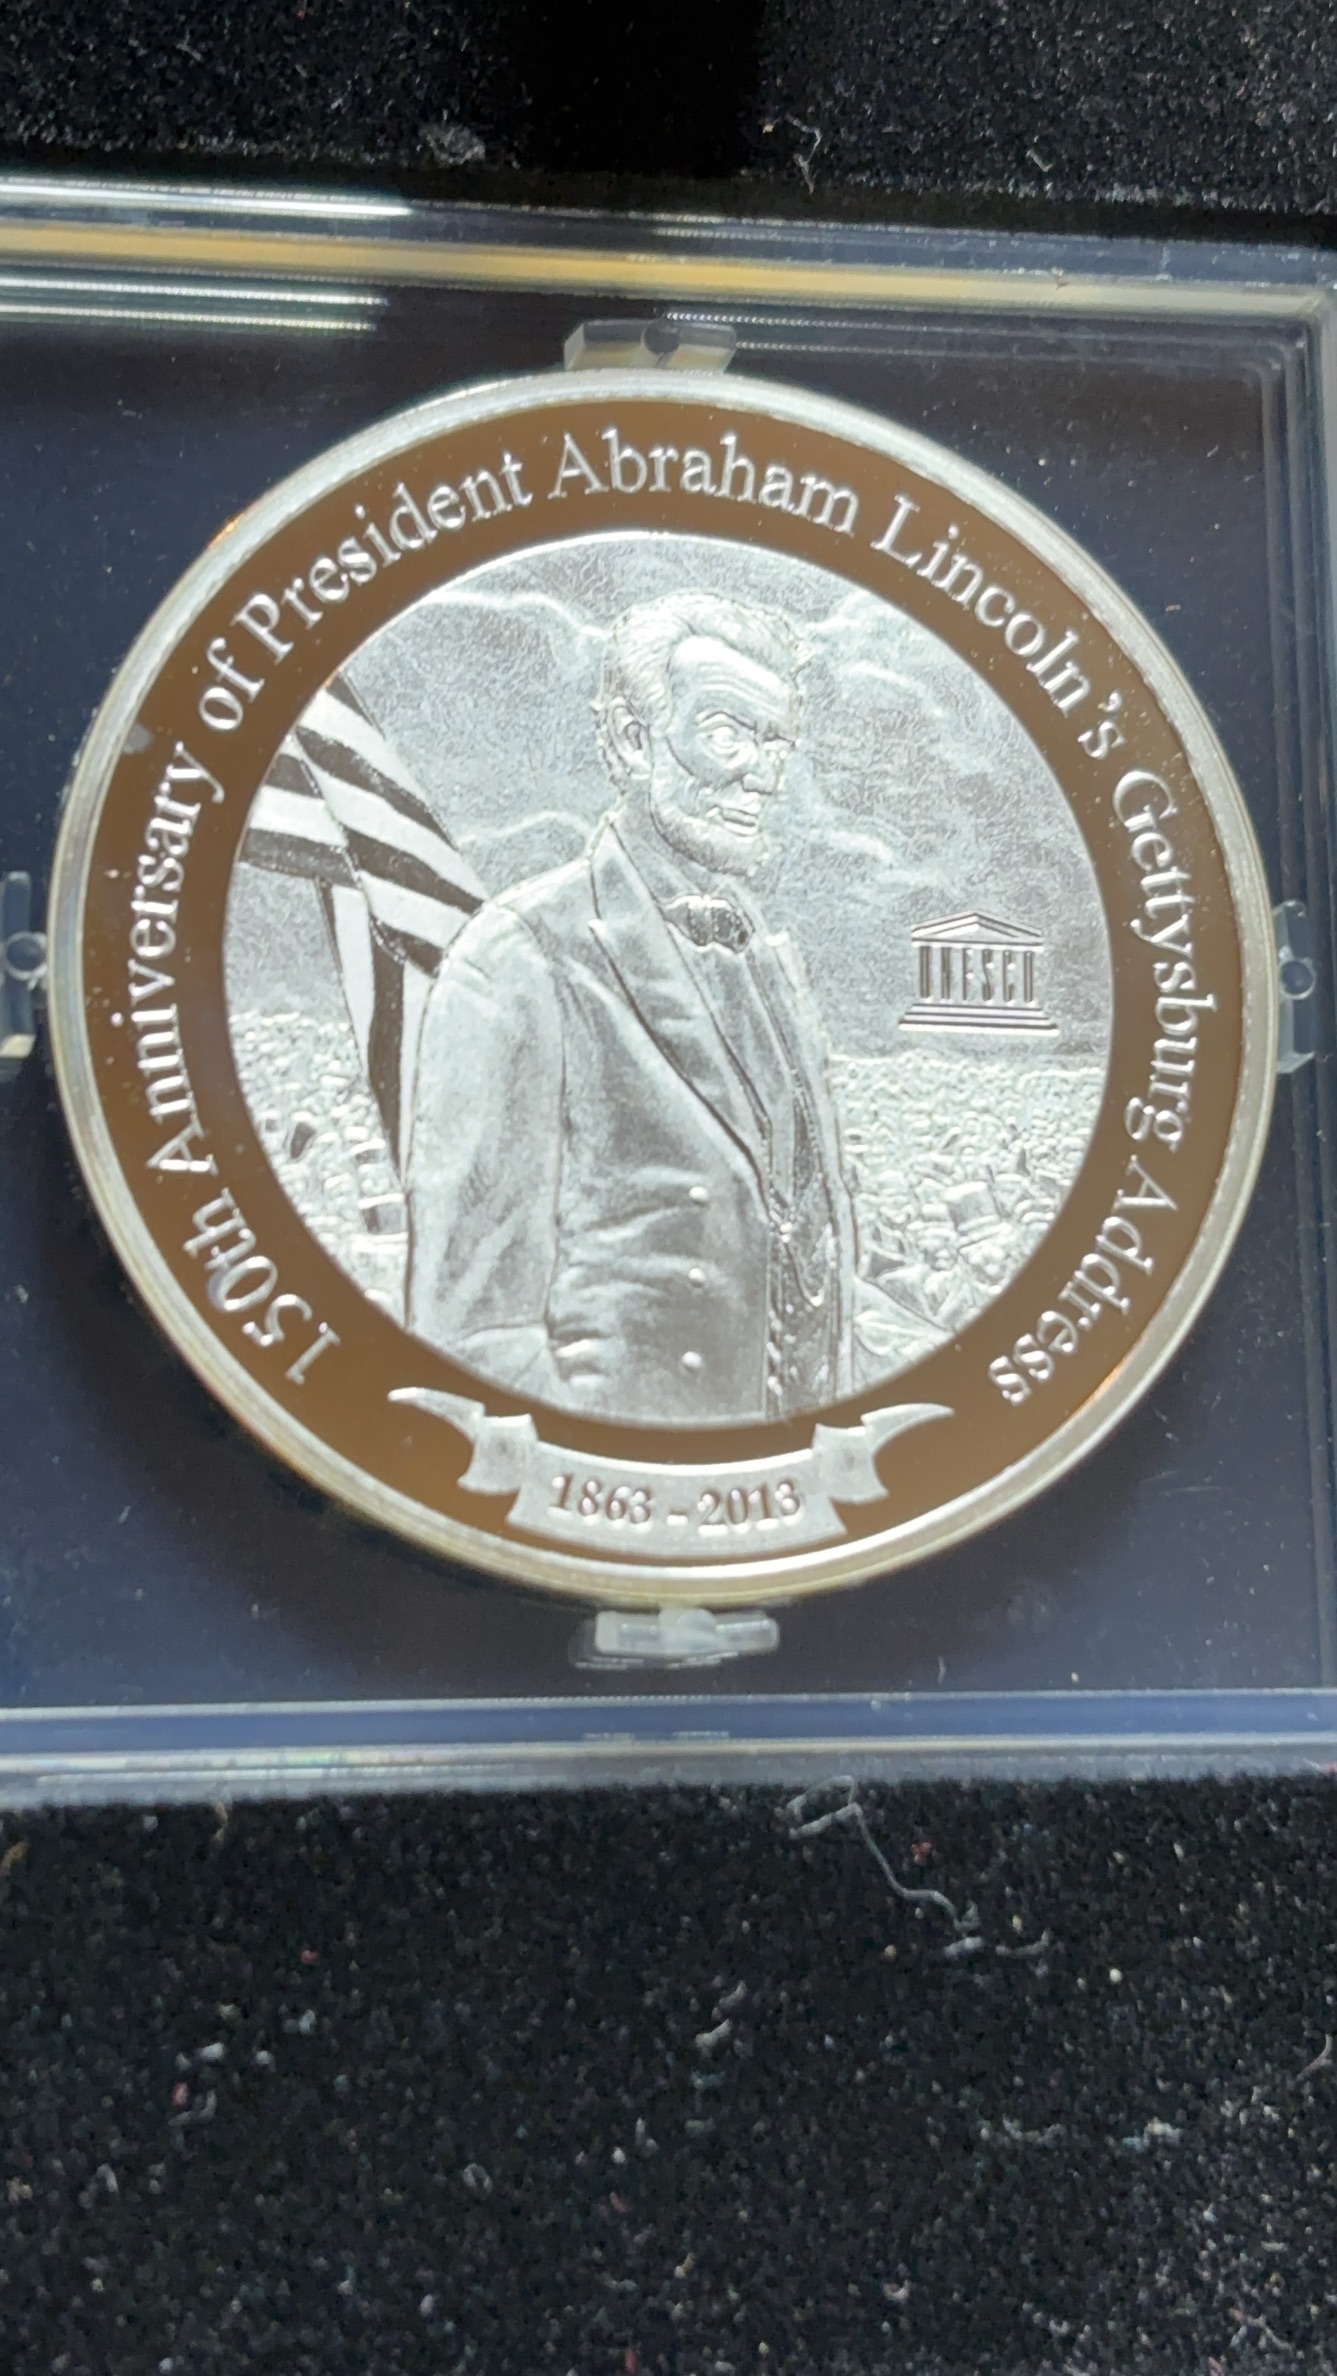 150th Anniversary of President Abraham Lincoln's Gettysburg Address
UNESCO
1863 - 2013